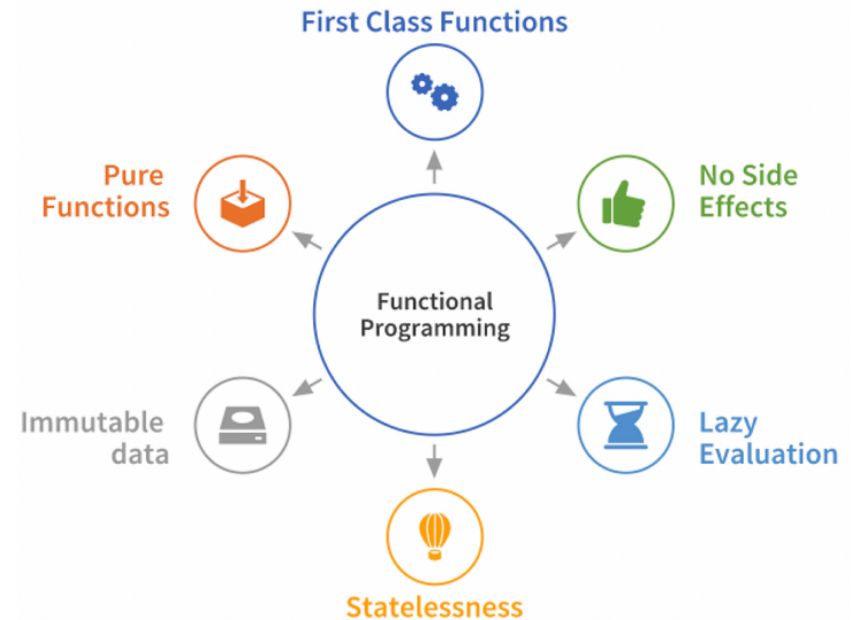 First Class Functions
Pure
Functions
No Side
Effects
Functional
Programming
Immutable
data
Lazy
Evaluation
Statelessness